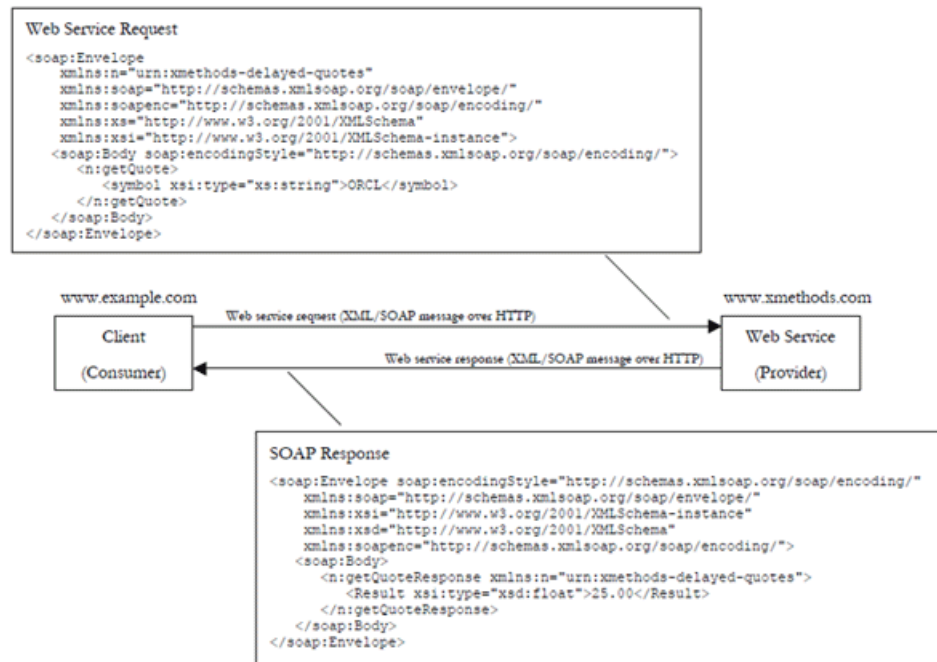 Web Service Request
<soap:Envelope
xmlns:n="urn:xmethods-delayed-quotes"
xmlns:soap="http://schemas.xmlsoap.org/soap/envelope/"
xmlns:soapenc="http://schemas.xmlsoap.org/soap/encoding/"
xmlns:xs="http://www.w3.org/2001/XMLSchema"
xmlns:xsi="http://www.w3.org/2001/XMLSchema-instance">
<soap:Body soap:encodingStyle="http://schemas.xmlsoap.org/soap/encoding/">
<n:getQuote>
<symbol xsi:type="xs:string">ORCL</symbol>
</n:getQuote>
</soap:Body>
</soap:Envelope>
www.example.com
www.xmethods.com
Client
(Consumer)
Web service request (XML/SOAP message over HTTP)
Web service response (XML/SOAP message over HTTP)
Web Service
(Provider)
SOAP Response
<soap:Envelope soap:encodingStyle="http://schemas.xmlsoap.org/soap/encoding/"
xmlns:soap="http://schemas.xmlsoap.org/soap/envelope/"
xmlns:xsi="http://www.w3.org/2001/XMLSchema-instance"
xmlns:xsd="http://www.w3.org/2001/XMLSchema"
xmlns:soapenc="http://schemas.xmlsoap.org/soap/encoding/">
<soap:Body>
<n:getQuoteResponse xmlns:n="urn:xmethods-delayed-quotes">
<Result xsi:type="xsd:float">25.00</Result>
</n:getQuoteResponse>
</soap:Body>
</soap:Envelope>